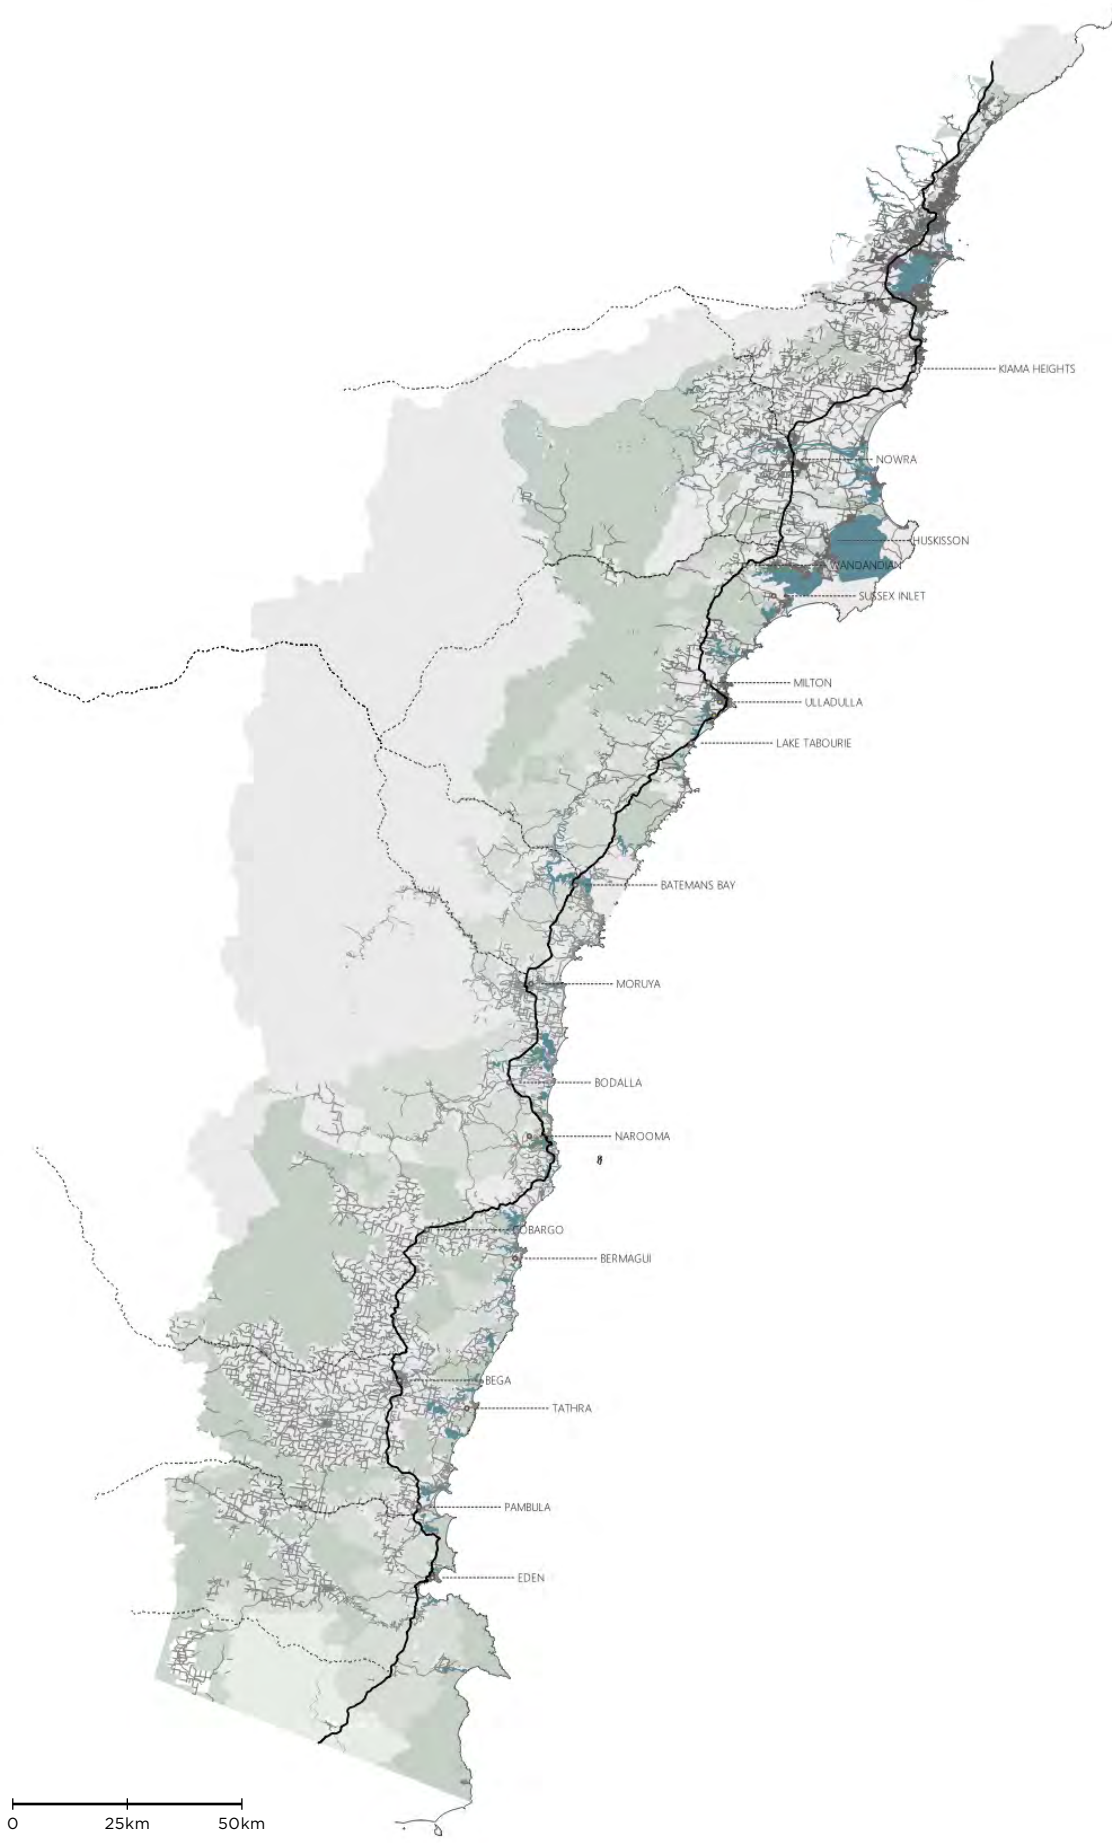 KIAMA HEIGHTS
NOWRA
HUSKISSON
WANDANDIAN
SUSSEX INLET
MILTON
ULLADULLA
LAKE TABOURIE
BATEMANS BAY
MORUYA
BODALLA
NAROOMA
COBARGO
BERMAGUI
BEGA
TATHRA
PAMBULA
EDEN
0 25km 50km